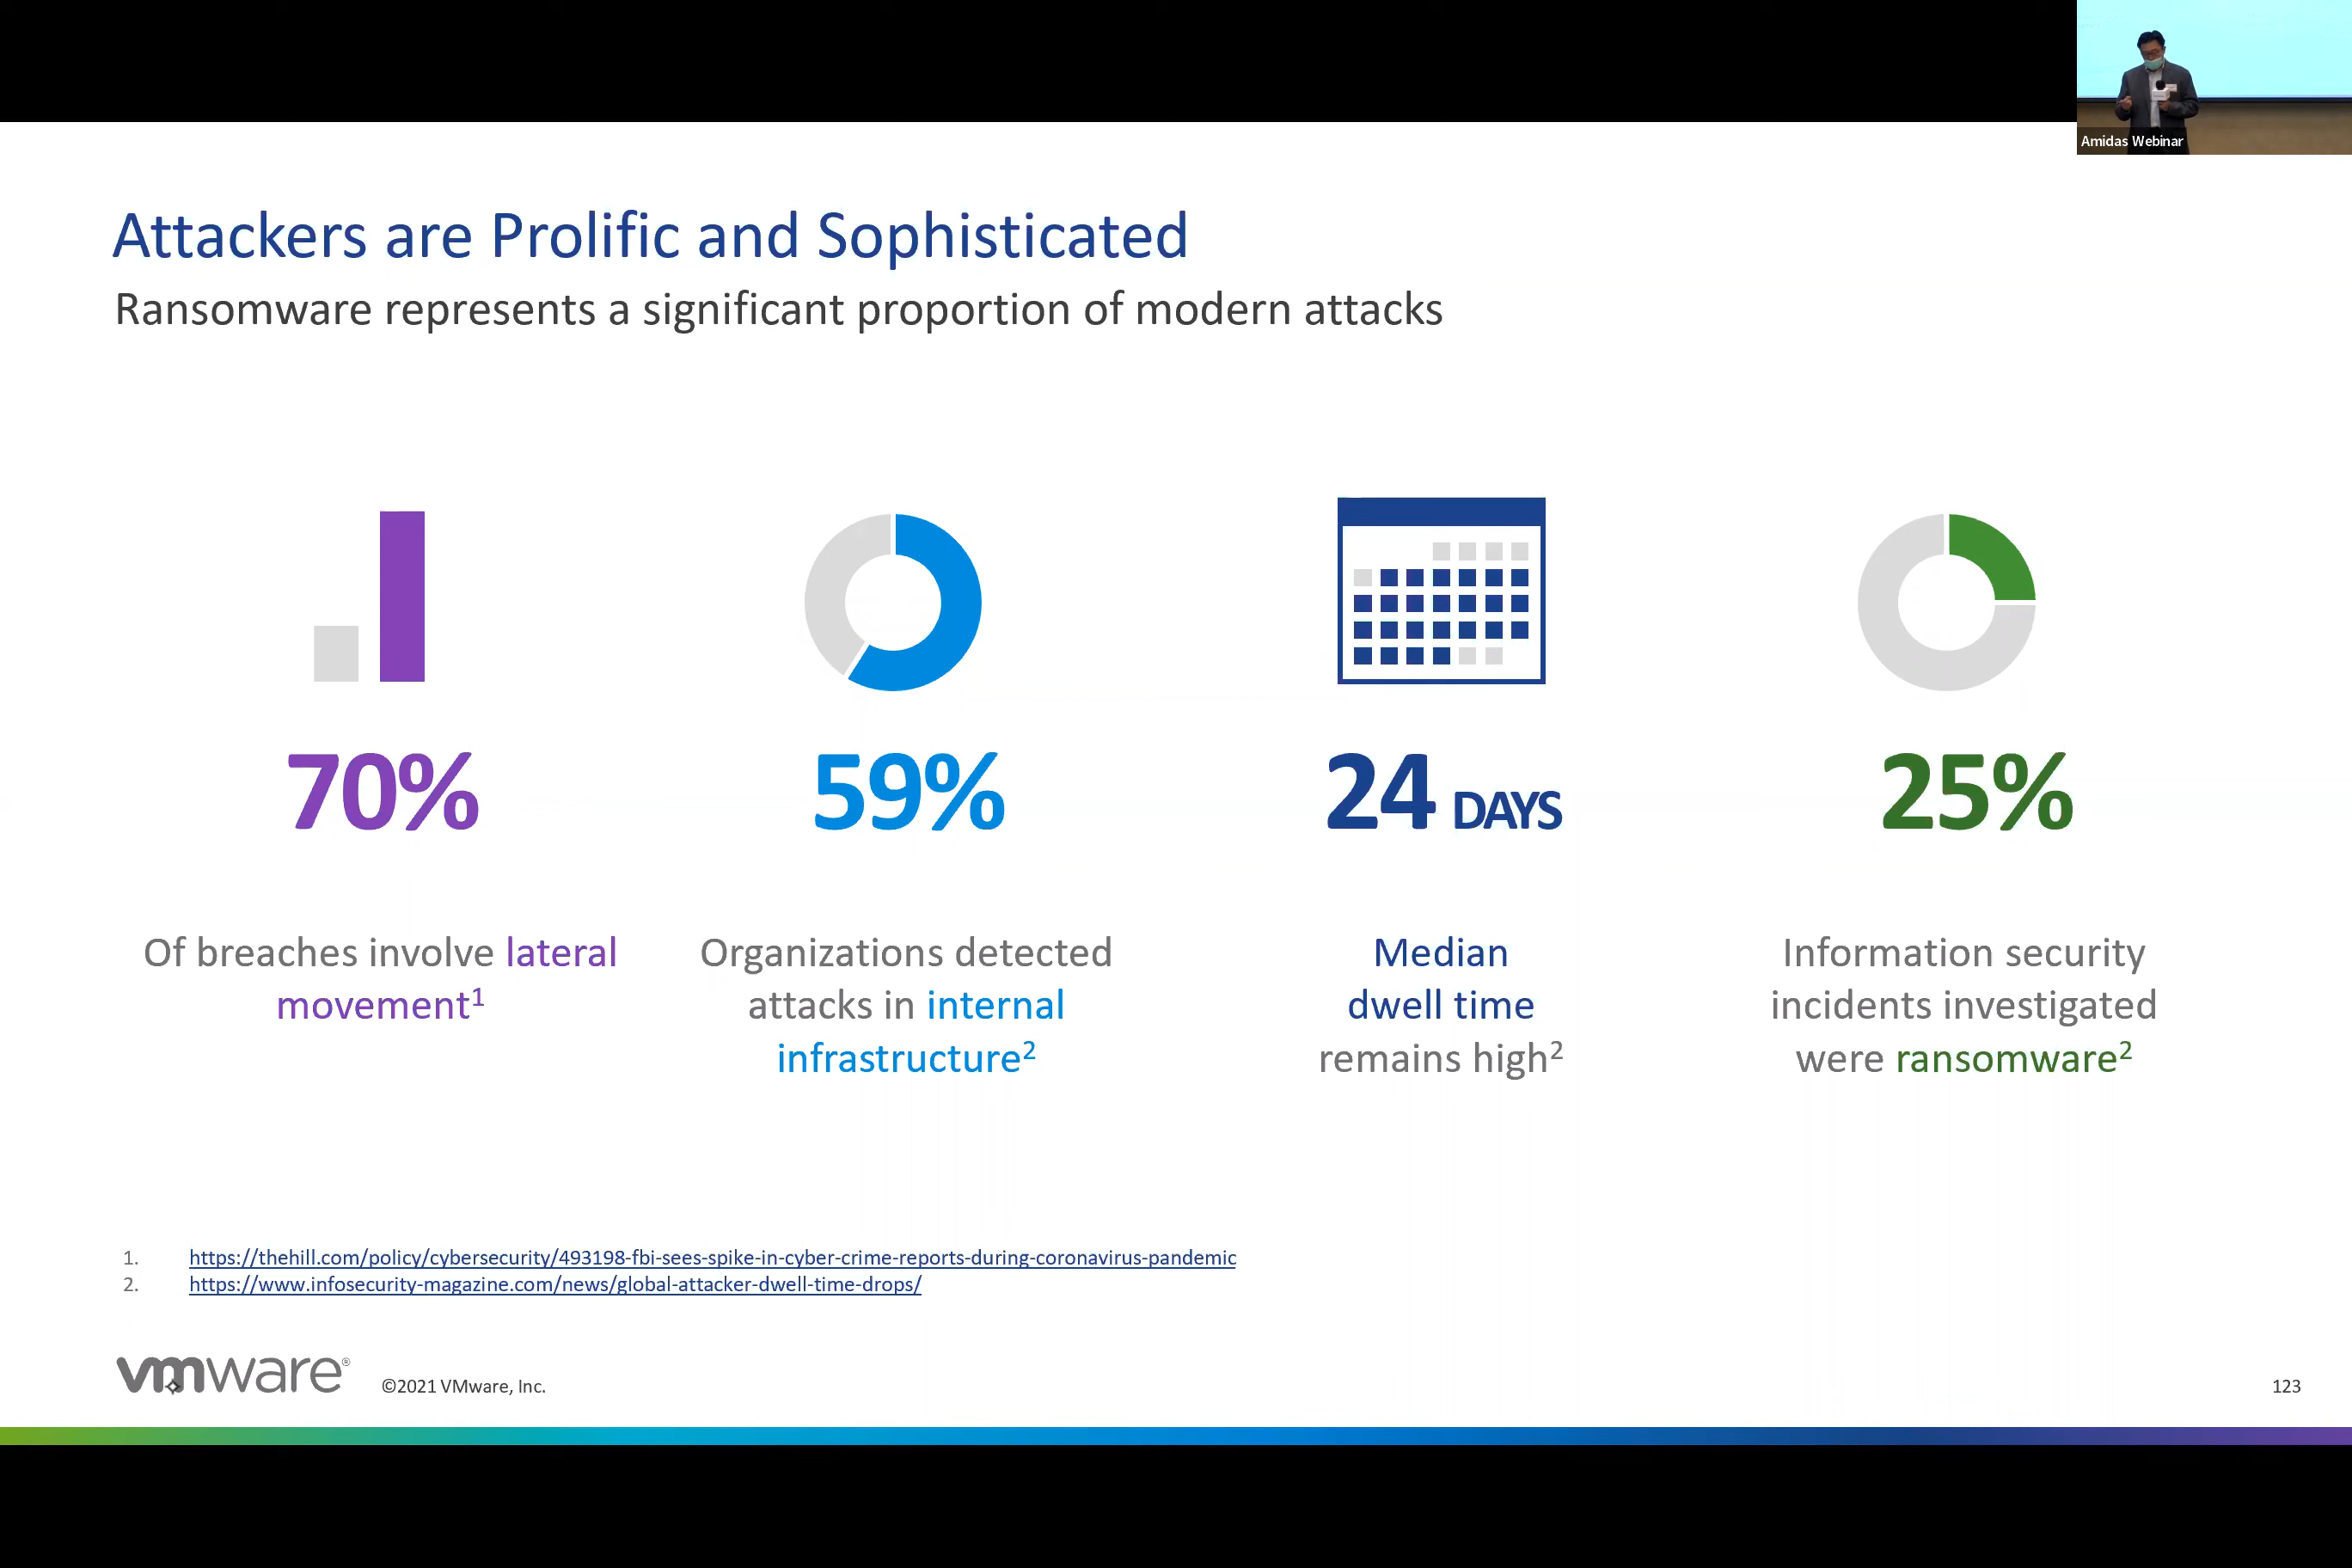 Amidas Webinar
Attackers are Prolific and Sophisticated
Ransomware represents a significant proportion of modern attacks
70%
Of breaches involve lateral
movement1
59%
Organizations detected
attacks in internal
infrastructure2
24 DAYS
Median
dwell time
remains high2
25%
Information security
incidents investigated
were ransomware2
1. https://thehill.com/policy/cybersecurity/493198-fbi-sees-spike-in-cyber-crime-reports-during-coronavirus-pandemic
2. https://www.infosecurity-magazine.com/news/global-attacker-dwell-time-drops/
vmware® ©2021 VMware, Inc.
123